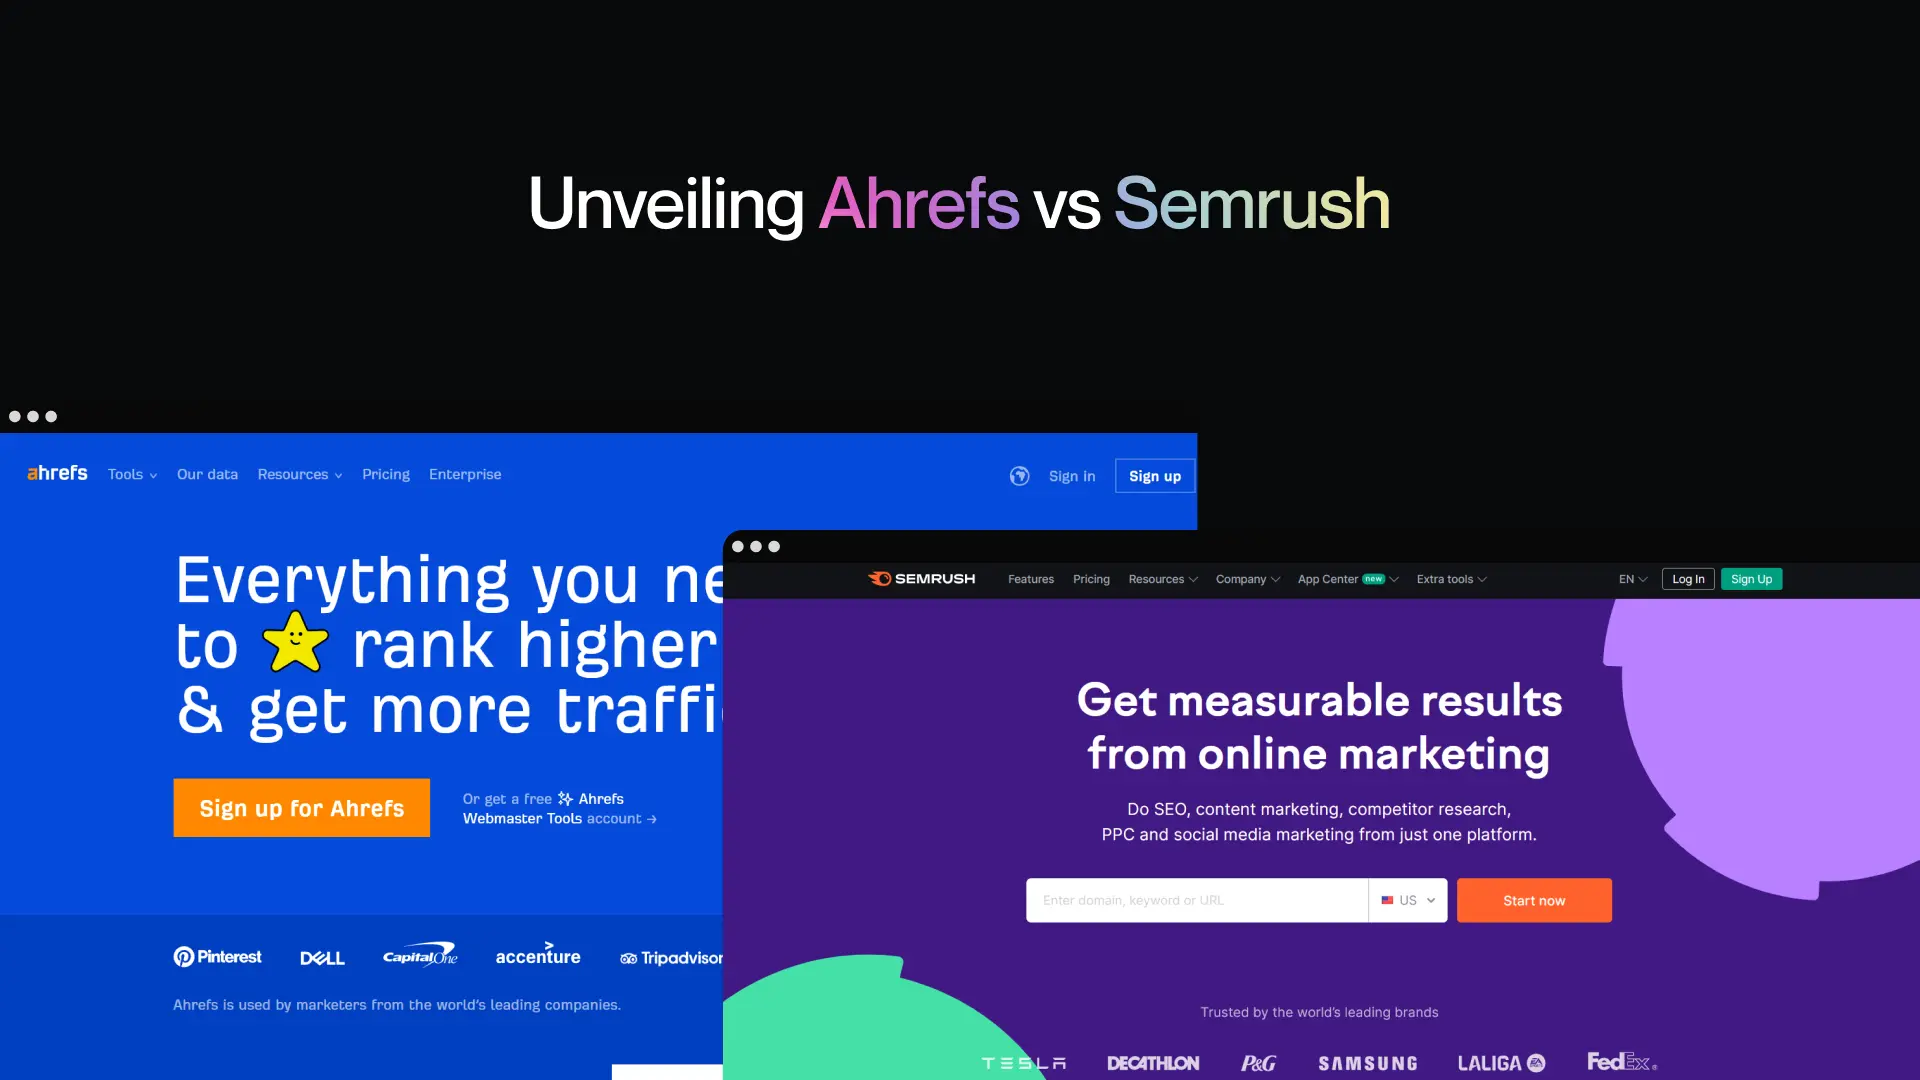 Unveiling Ahrefs vs Semrush
ahrefs Tools Our data Resources Pricing Enterprise Sign in Sign up
Everything you ne
to rank higher
& get more traffi
Sign up for Ahrefs
Or get a free Ahrefs
Webmaster Tools account →
Pinterest DELL CapitalOne accenture Tripadvisor
Ahrefs is used by marketers from the world's leading companies.
SEMRUSH Features Pricing Resources Company App Center new Extra tools EN Log In Sign Up
Get measurable results
from online marketing
Do SEO, content marketing, competitor research,
PPC and social media marketing from just one platform.
Enter domain, keyword or URL US Start now
Trusted by the world's leading brands
TESLA DECATHLON P&G SAMSUNG LALIGA EA FedEx®